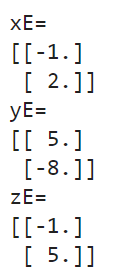 xE=
[[-1.]
 [ 2.]]
yE=
[[ 5.]
 [-8.]]
zE=
[[-1.]
 [ 5.]]